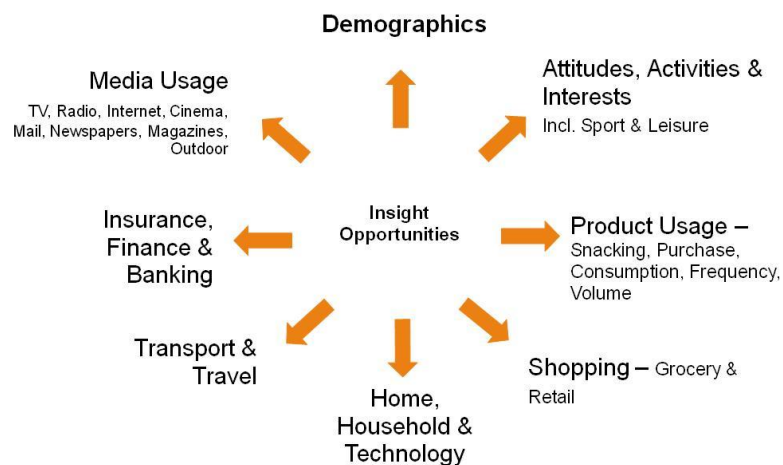 Demographics
Media Usage
TV, Radio, Internet, Cinema,
Mail, Newspapers, Magazines,
Outdoor
Attitudes, Activities &
Interests
Incl. Sport & Leisure
Insurance,
Finance &
Banking
Insight
Opportunities
Product Usage –
Snacking, Purchase,
Consumption, Frequency,
Volume
Transport &
Travel
Home,
Household &
Technology
Shopping – Grocery &
Retail